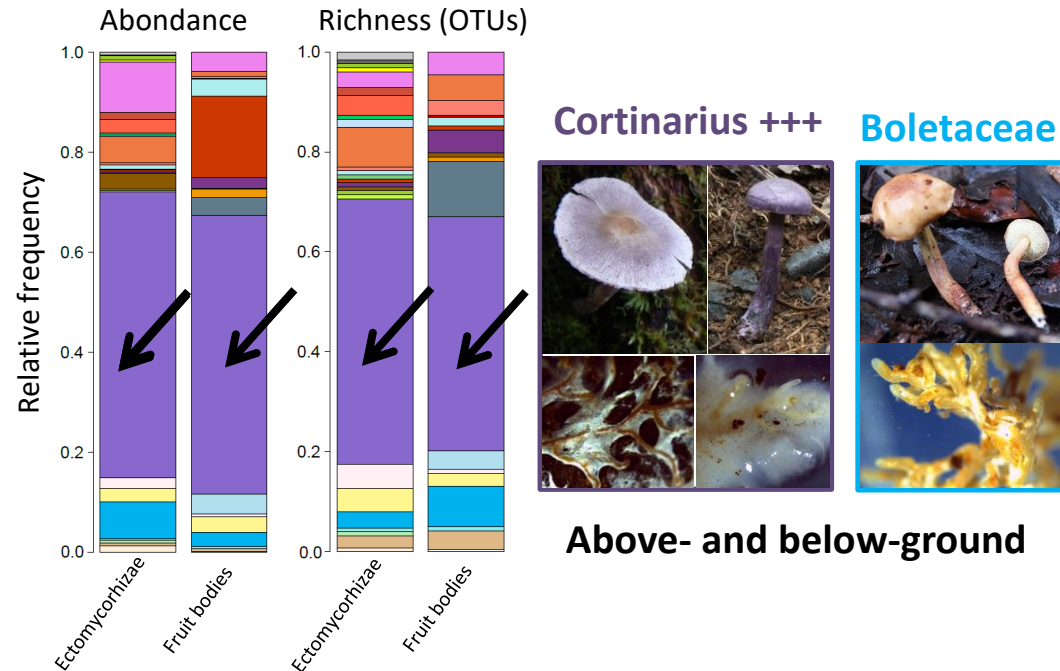 Abondance
Richness (OTUs)
Relative frequency
1.0
0.8
0.6
0.4
0.2
0.0
Ectomycorhizae
Fruit bodies
1.0
0.8
0.6
0.4
0.2
0.0
Ectomycorhizae
Fruit bodies
Cortinarius +++
Boletaceae
Above- and below-ground